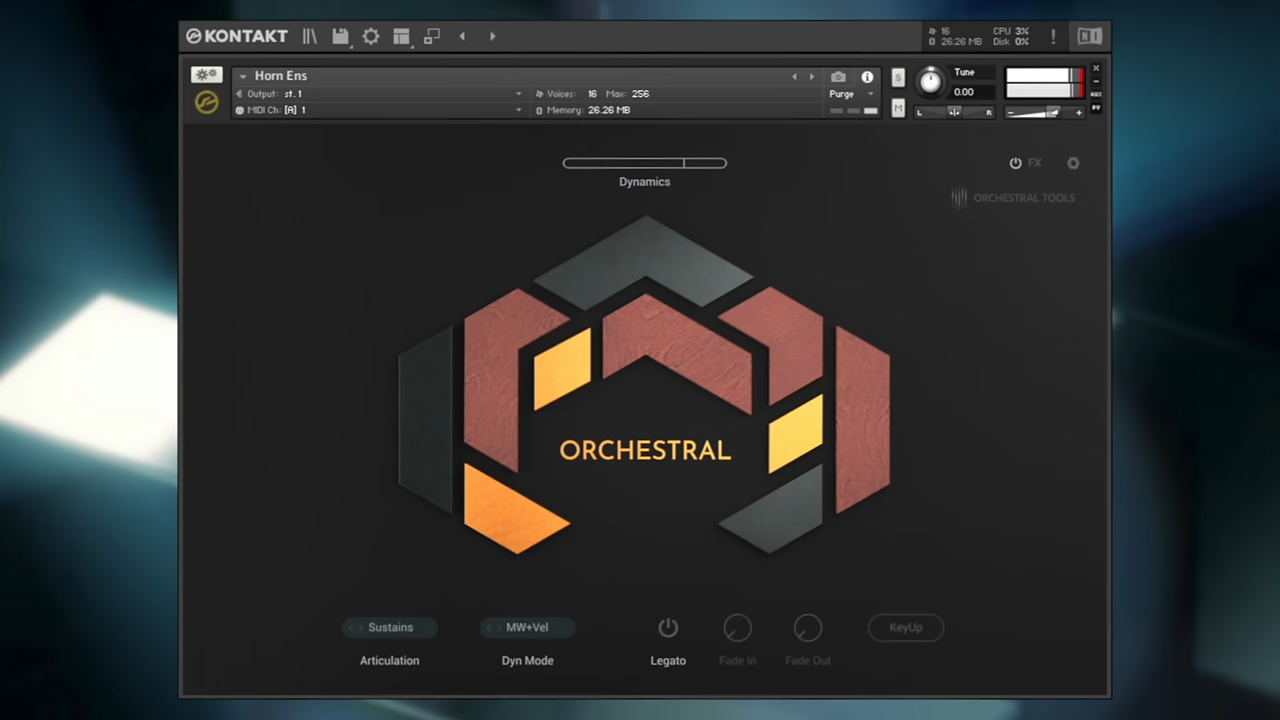 KONTAKT
16
26.26 MB
CPU 3%
Disk 0%
!
Horn Ens
Output: st.1
MIDI Ch: [A] 1
Voices: 16 Max: 256
Memory: 26.26 MB
Purge
S
M
Tune
0.00
L
R
AUX
PV
Dynamics
FX
ORCHESTRAL TOOLS
ORCHESTRAL
Sustains
Articulation
MW+Vel
Dyn Mode
Legato
Fade In
Fade Out
KeyUp